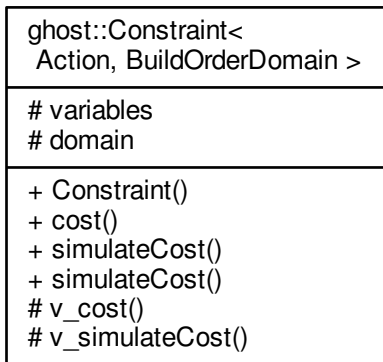 ghost::Constraint<
Action, BuildOrderDomain >
# variables
# domain
+ Constraint()
+ cost()
+ simulateCost()
+ simulateCost()
# v_cost()
# v_simulateCost()